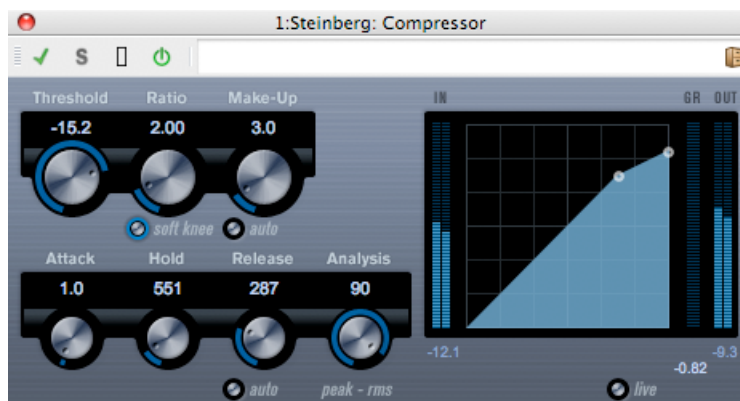 1:Steinberg: Compressor
S
Threshold Ratio Make-Up
-15.2 2.00 3.0
soft knee auto
Attack Hold Release Analysis
1.0 551 287 90
auto peak - rms
IN GR OUT
-12.1 -0.82 -9.3
live